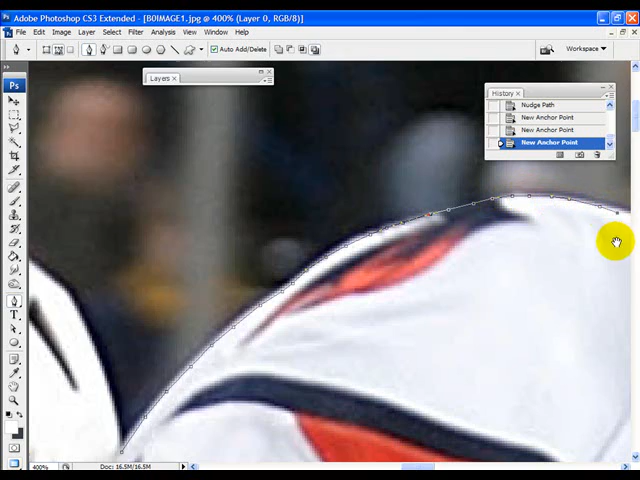 Adobe Photoshop CS3 Extended - [B0IMAGE1.jpg @ 400% (Layer 0, RGB/8)]
File Edit Image Layer Select Filter Analysis View Window Help
Auto Add/Delete
Workspace
Ps
Layers
History
Nudge Path
New Anchor Point
New Anchor Point
New Anchor Point
T
400%
Doc: 16.5M/16.5M